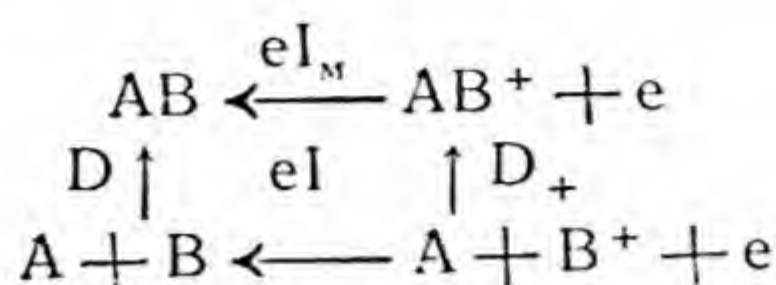 eI_M
AB ← AB⁺ + e
D ↑ eI ↑ D₊
A + B ← A + B⁺ + e